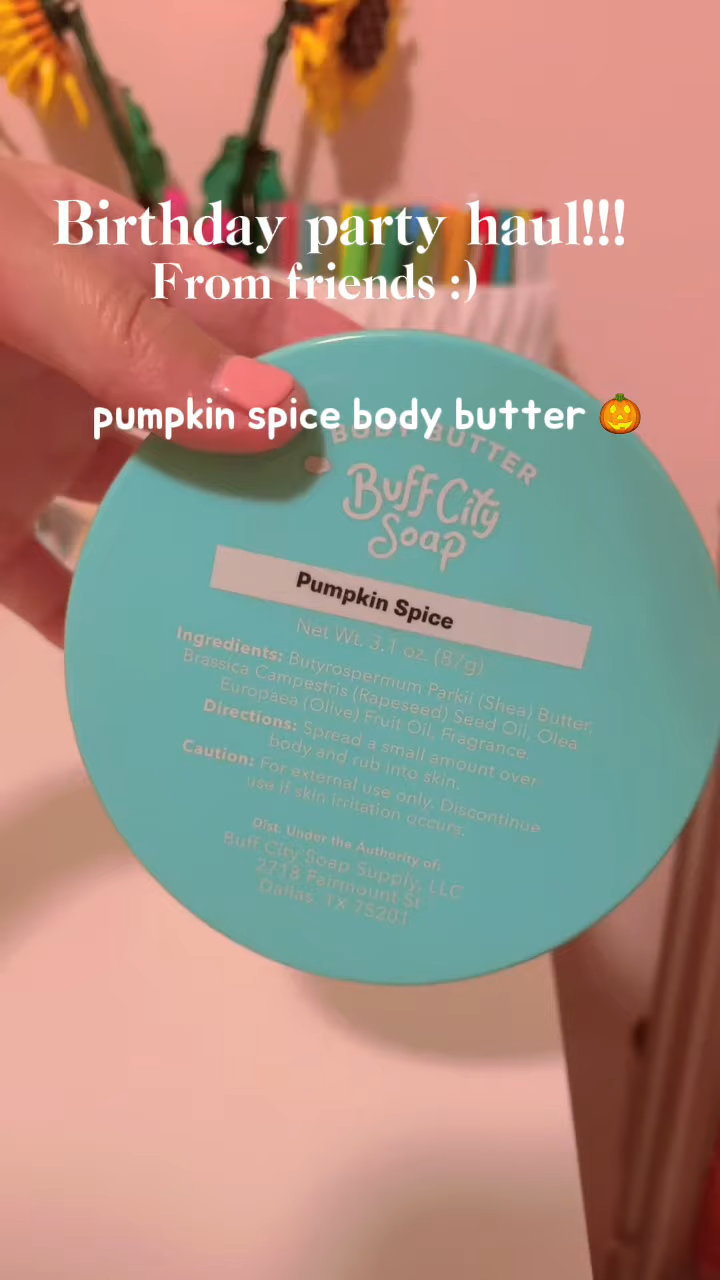 Birthday party haul!!!
From friends :)
pumpkin spice body butter 🎃
BODY BUTTER
Buff City
Soap
Pumpkin Spice
Net Wt. 3.1 oz. (87g)
Ingredients: Butyrospermum Parkii (Shea) Butter,
Brassica Campestris (Rapeseed) Seed Oil, Olea
Europaea (Olive) Fruit Oil, Fragrance.
Directions: Spread a small amount over
body and rub into skin.
Caution: For external use only. Discontinue
use if skin irritation occurs.
Dist. Under the Authority of:
Buff City Soap Supply, LLC
2718 Fairmount St
Dallas, TX 75201